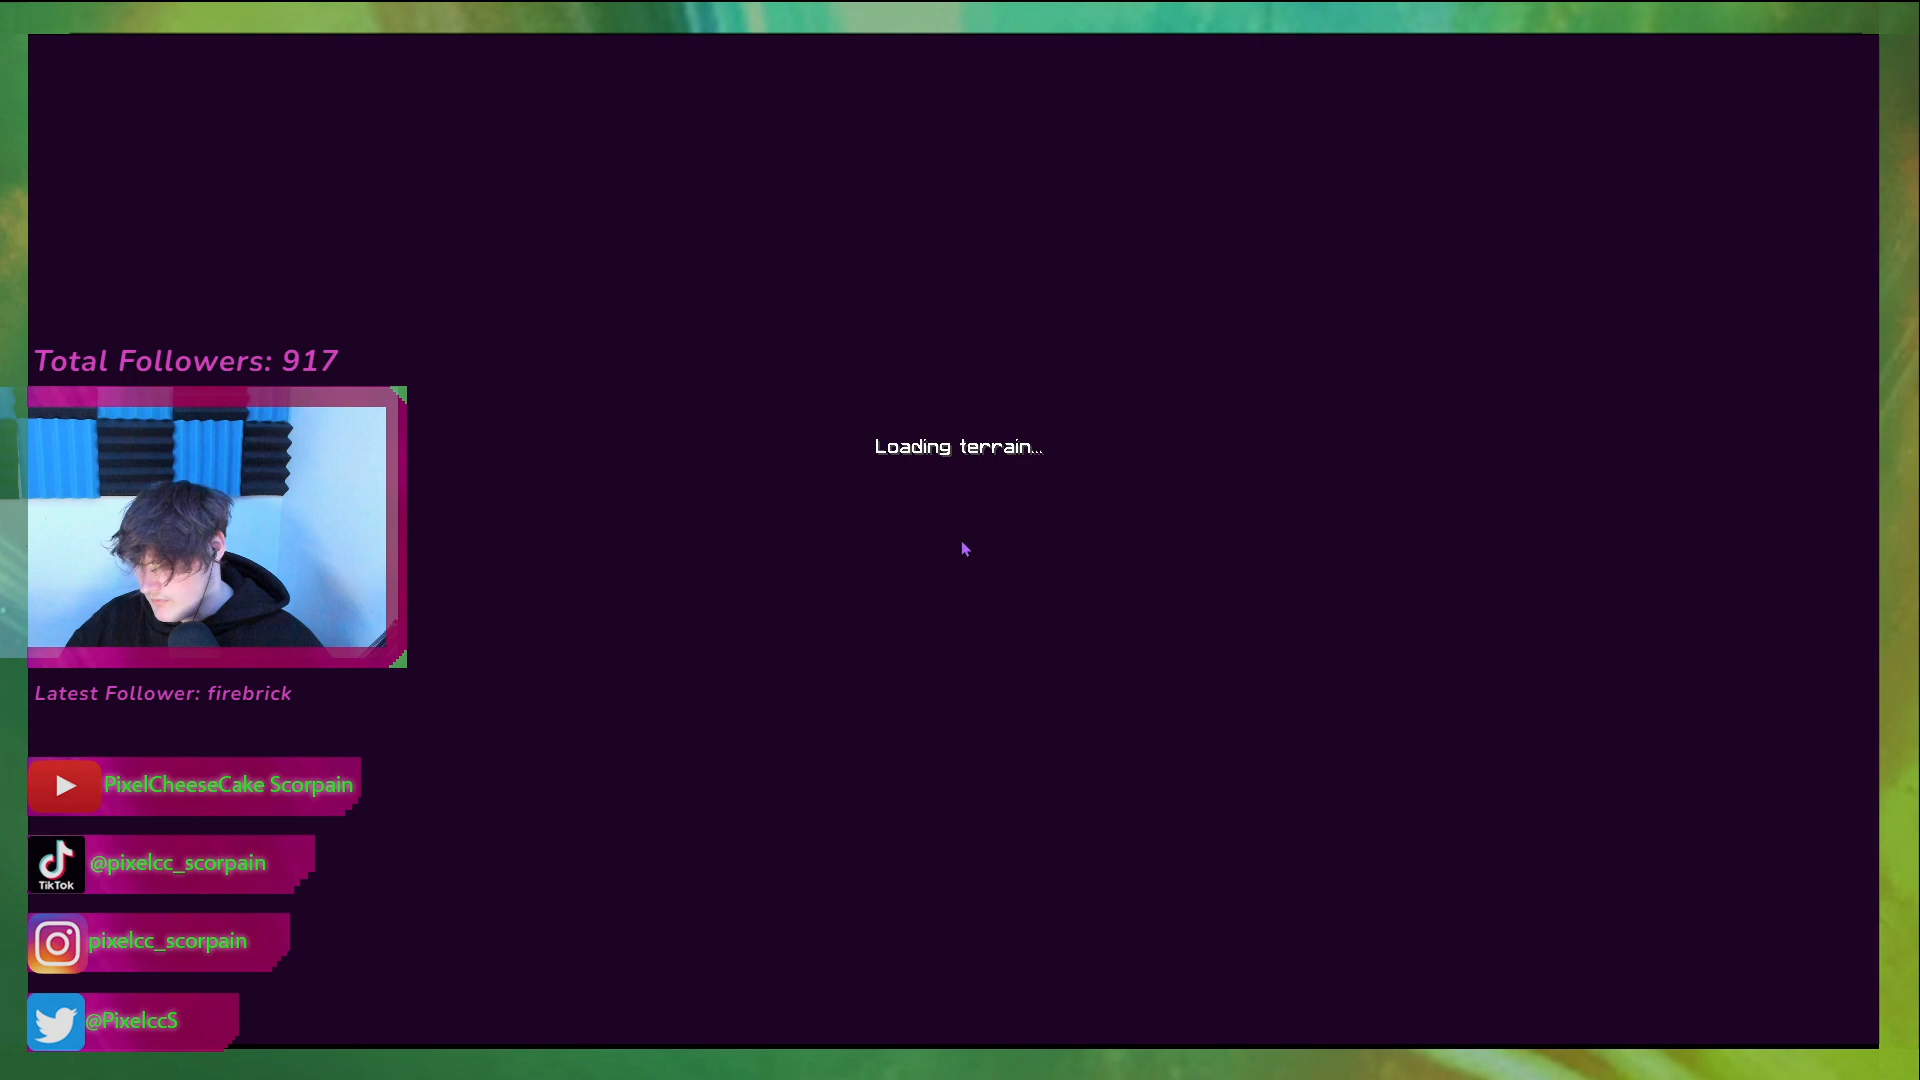 Total Followers: 917
Loading terrain...
Latest Follower: firebrick
PixelCheeseCake Scorpain
@pixelcc_scorpain
TikTok
pixelcc_scorpain
@PixelccS